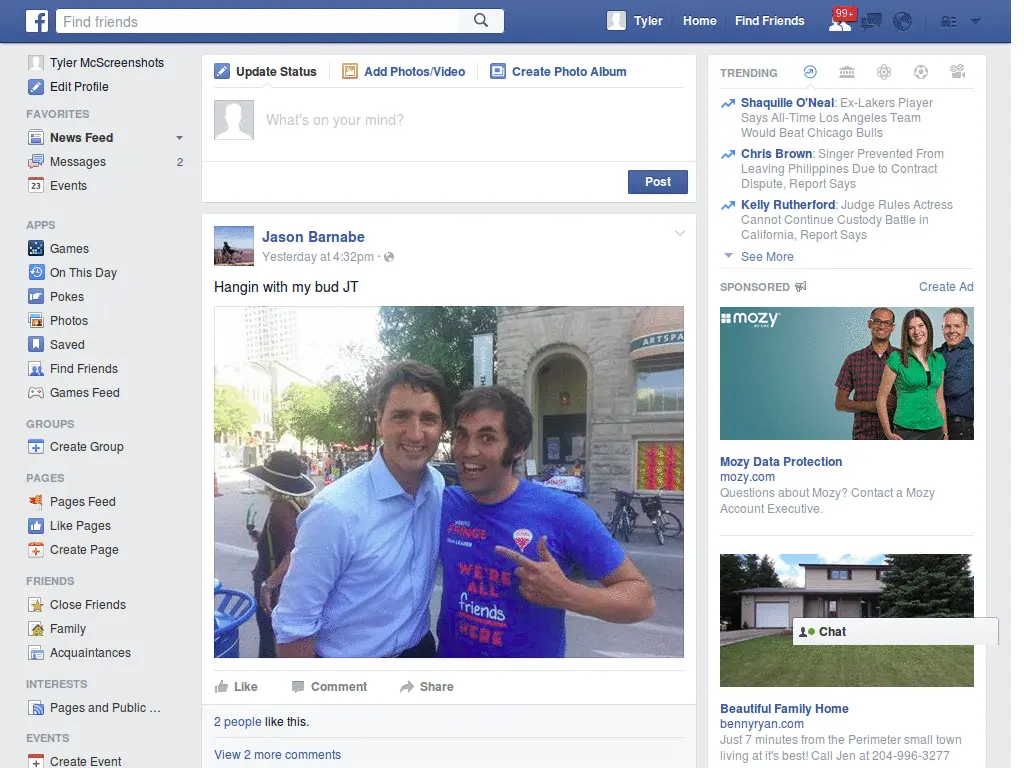 Find friends
Tyler
Home
Find Friends
99+
Tyler McScreenshots
Edit Profile
FAVORITES
News Feed
Messages
2
Events
23
APPS
Games
On This Day
Pokes
Photos
Saved
Find Friends
Games Feed
GROUPS
Create Group
PAGES
Pages Feed
Like Pages
Create Page
FRIENDS
Close Friends
Family
Acquaintances
INTERESTS
Pages and Public ...
EVENTS
Create Event
Update Status
Add Photos/Video
Create Photo Album
What's on your mind?
Post
Jason Barnabe
Yesterday at 4:32pm ·
Hangin with my bud JT
ARTSPA
FRINGE
FRINGE
WE'RE
ALL
friends
HERE
Like
Comment
Share
2 people like this.
View 2 more comments
TRENDING
Shaquille O'Neal: Ex-Lakers Player
Says All-Time Los Angeles Team
Would Beat Chicago Bulls
Chris Brown: Singer Prevented From
Leaving Philippines Due to Contract
Dispute, Report Says
Kelly Rutherford: Judge Rules Actress
Cannot Continue Custody Battle in
California, Report Says
See More
SPONSORED
Create Ad
mozy
Mozy Data Protection
mozy.com
Questions about Mozy? Contact a Mozy
Account Executive.
Chat
Beautiful Family Home
bennyryan.com
Just 7 minutes from the Perimeter small town
living at it's best! Call Jen at 204-996-3277